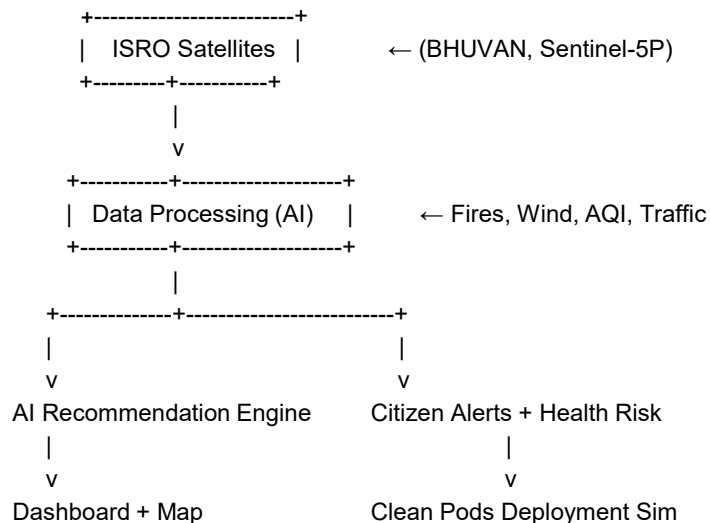 +--------------------------+
| ISRO Satellites | ← (BHUVAN, Sentinel-5P)
+---------+-----------+
|
v
+-----------+--------------------+
| Data Processing (AI) | ← Fires, Wind, AQI, Traffic
+-----------+--------------------+
|
+--------------+--------------------------+
| |
v v
AI Recommendation Engine Citizen Alerts + Health Risk
| |
v v
Dashboard + Map Clean Pods Deployment Sim